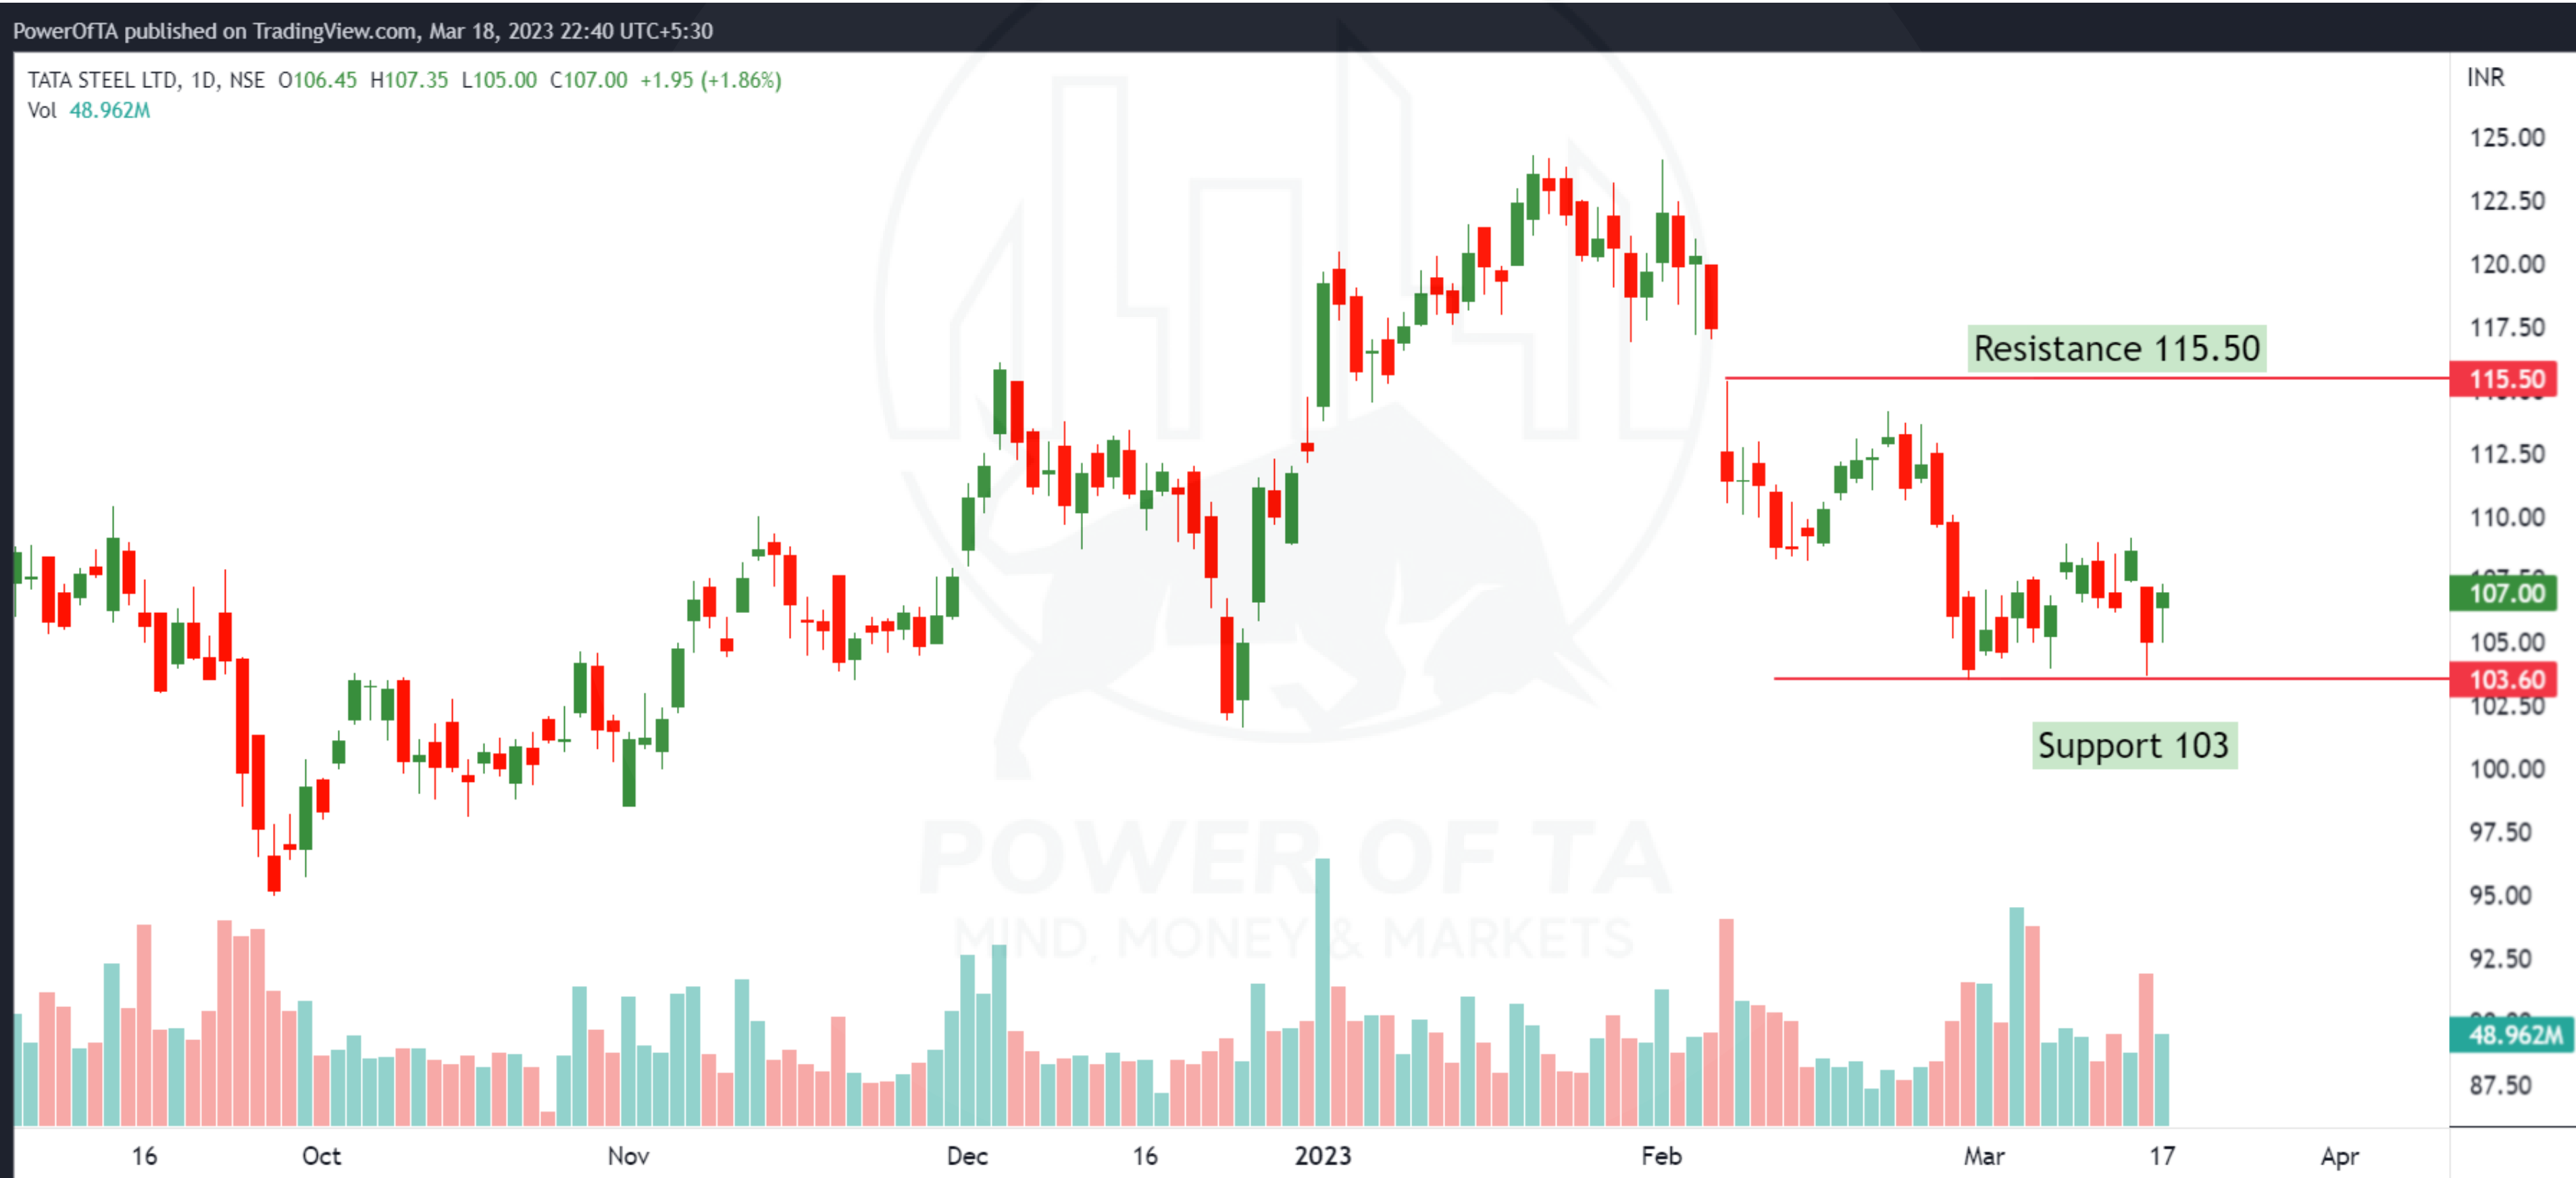 PowerOfTA published on TradingView.com, Mar 18, 2023 22:40 UTC+5:30
TATA STEEL LTD, 1D, NSE O106.45 H107.35 L105.00 C107.00 +1.95 (+1.86%)
Vol 48.962M
INR
125.00
122.50
120.00
117.50
Resistance 115.50
115.50
112.50
110.00
107.00
105.00
103.60
102.50
Support 103
100.00
97.50
POWER OF TA
95.00
MIND, MONEY & MARKETS
92.50
48.962M
87.50
16 Oct Nov Dec 16 2023 Feb Mar 17 Apr